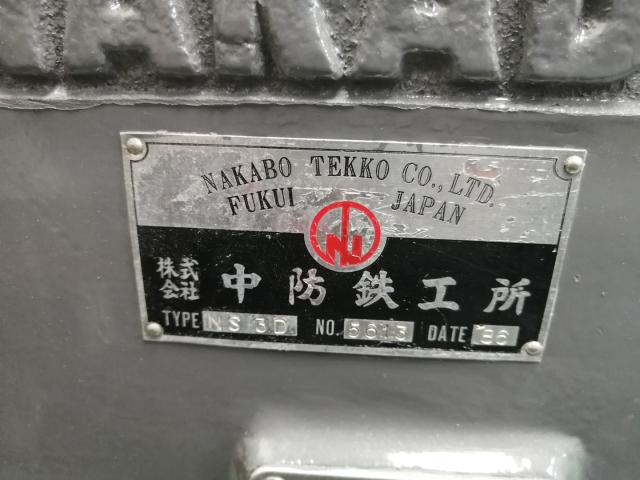 NAKABO TEKKO CO., LTD.
FUKUI JAPAN
株式会社 中防鉄工所
TYPE NS 3D NO. 5613 DATE S6